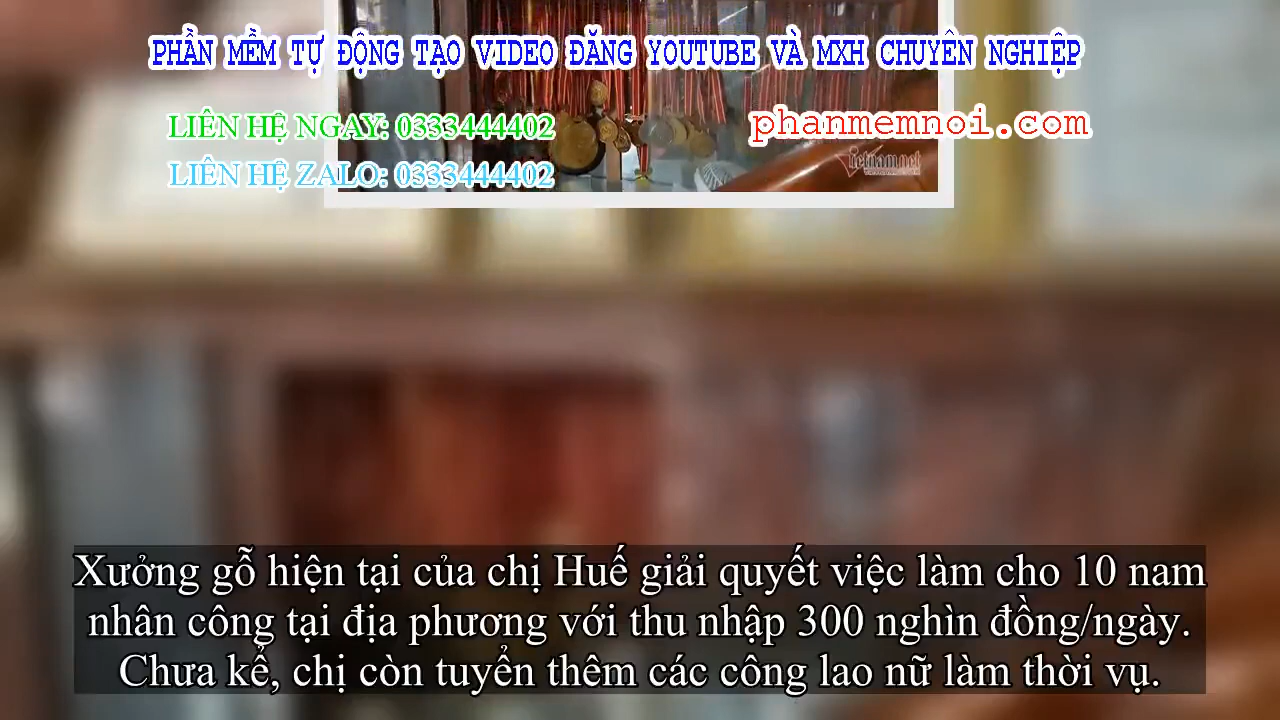 PHẦN MỀM TỰ ĐỘNG TẠO VIDEO ĐĂNG YOUTUBE VÀ MXH CHUYÊN NGHIỆP
LIÊN HỆ NGAY: 0333444402
phanmemnoi.com
LIÊN HỆ ZALO: 0333444402
Vietnamnet
Xưởng gỗ hiện tại của chị Huế giải quyết việc làm cho 10 nam
nhân công tại địa phương với thu nhập 300 nghìn đồng/ngày.
Chưa kể, chị còn tuyển thêm các công lao nữ làm thời vụ.